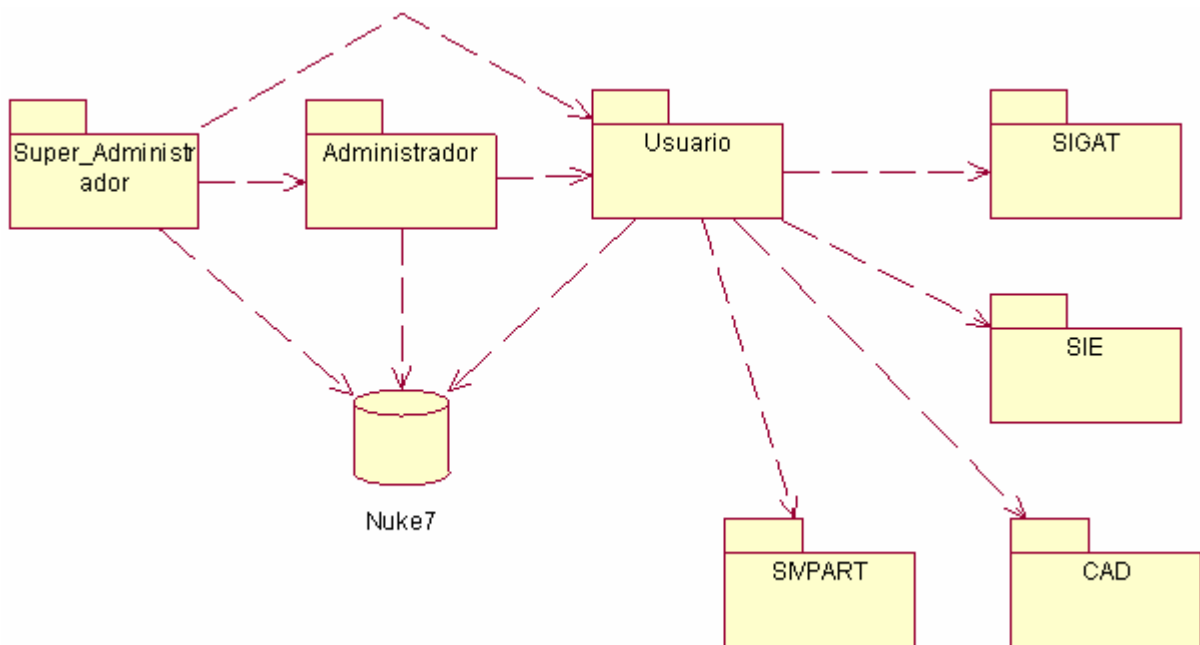 Super_Administr
ador
Administrador
Usuario
SIGAT
SIE
Nuke7
SMPART
CAD